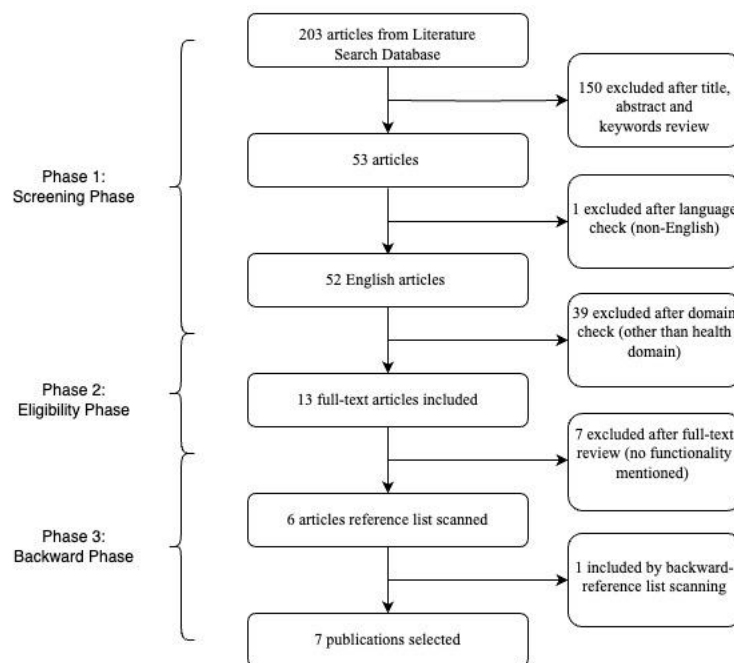 203 articles from Literature
Search Database
150 excluded after title,
abstract and
keywords review
Phase 1:
Screening Phase
53 articles
1 excluded after language
check (non-English)
52 English articles
39 excluded after domain
check (other than health
domain)
Phase 2:
Eligibility Phase
13 full-text articles included
7 excluded after full-text
review (no functionality
mentioned)
6 articles reference list scanned
Phase 3:
Backward Phase
1 included by backward-
reference list scanning
7 publications selected